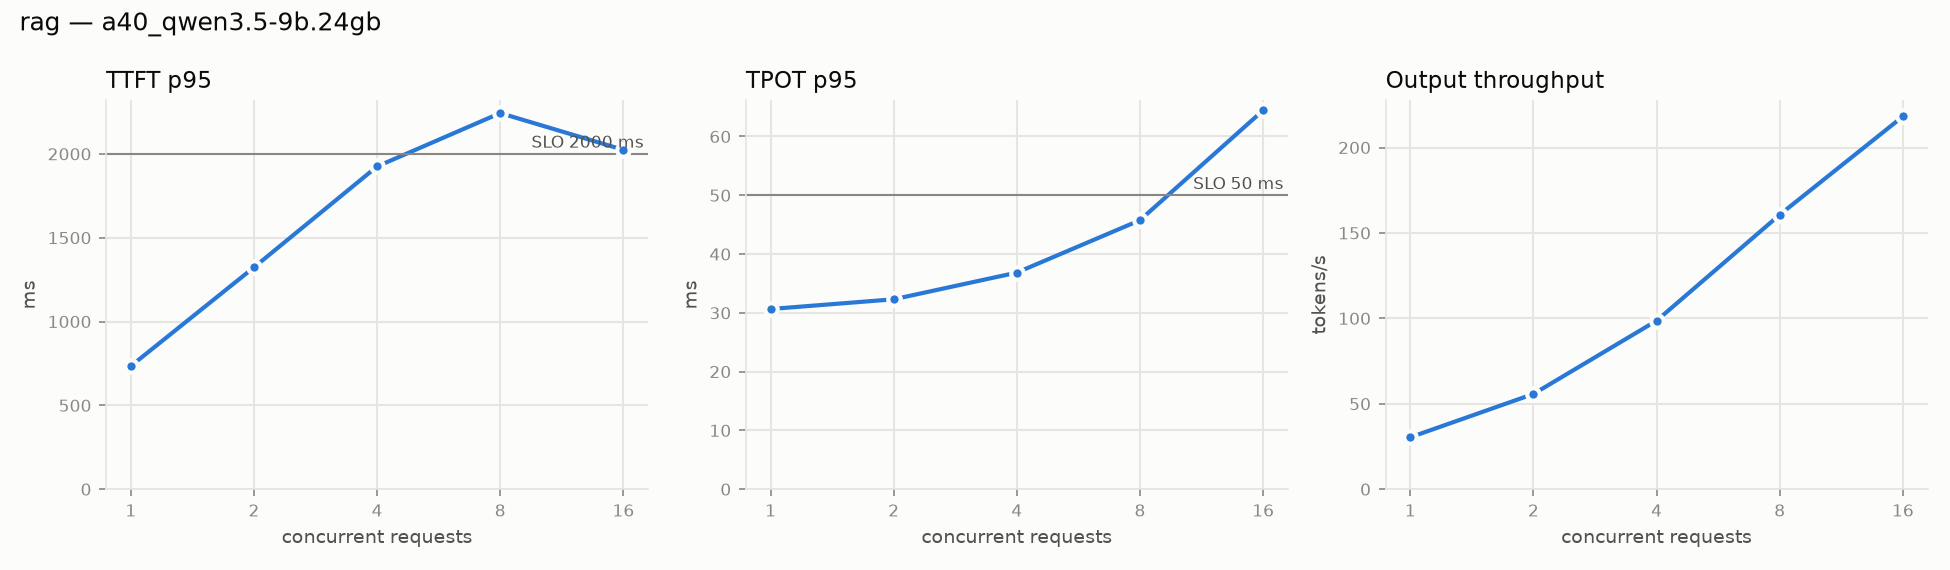 rag — a40_qwen3.5-9b.24gb
TTFT p95
ms
2000
1500
1000
500
0
SLO 2000 ms
1 2 4 8 16
concurrent requests
TPOT p95
ms
60
50
40
30
20
10
0
SLO 50 ms
1 2 4 8 16
concurrent requests
Output throughput
tokens/s
200
150
100
50
0
1 2 4 8 16
concurrent requests